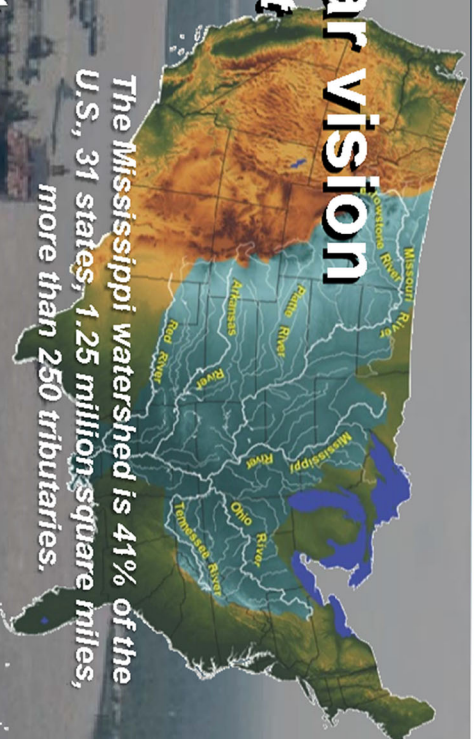 ar vision
Missouri River
Yellowstone River
Platte River
Mississippi River
Arkansas River
Ohio River
Red River
Tennessee River
The Mississippi watershed is 41% of the
U.S., 31 states, 1.25 million square miles,
more than 250 tributaries.